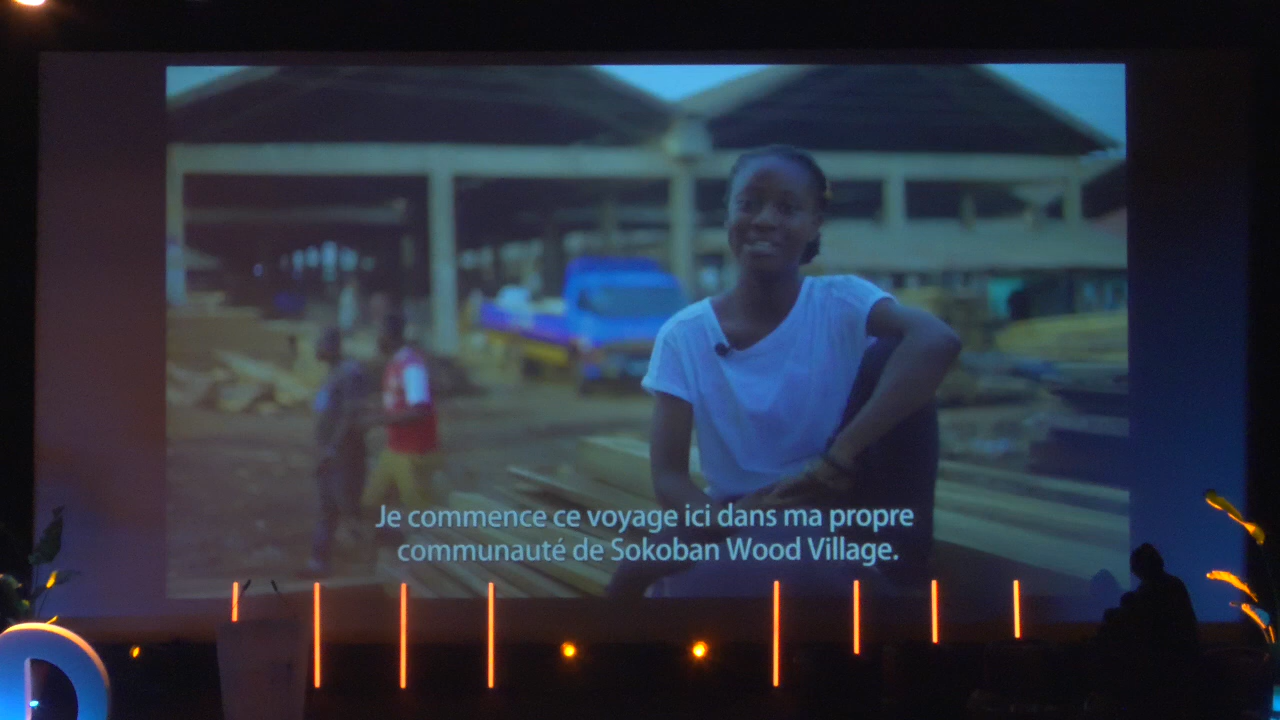 Je commence ce voyage ici dans ma propre
communauté de Sokoban Wood Village.